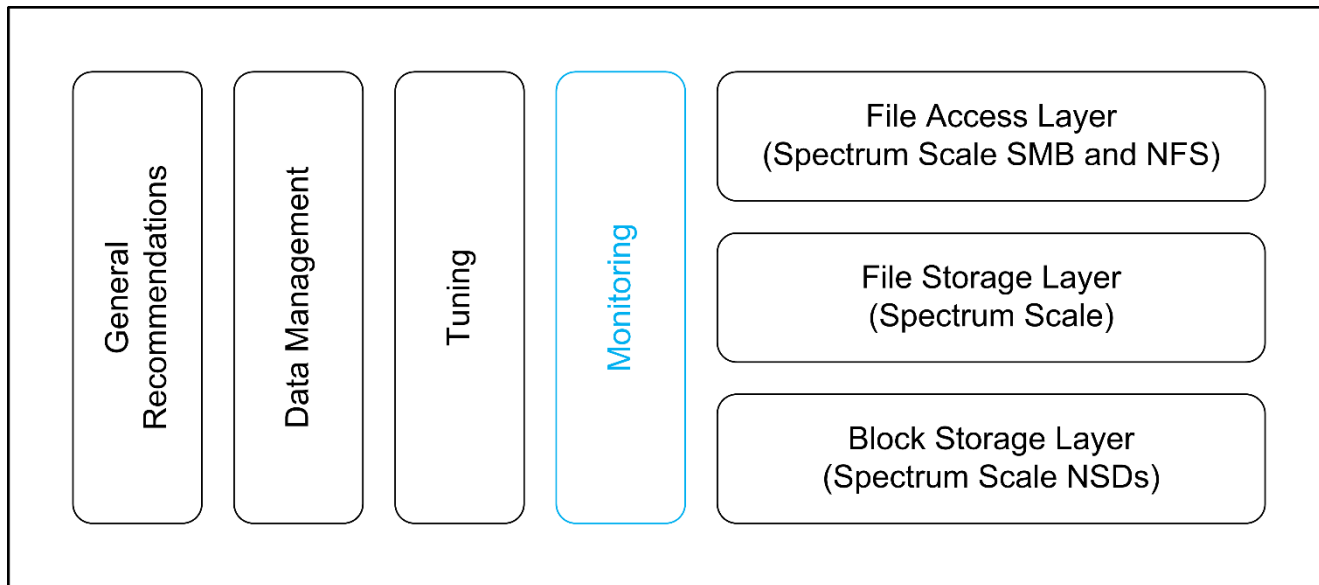 General
Recommendations
Data Management
Tuning
Monitoring
File Access Layer
(Spectrum Scale SMB and NFS)
File Storage Layer
(Spectrum Scale)
Block Storage Layer
(Spectrum Scale NSDs)